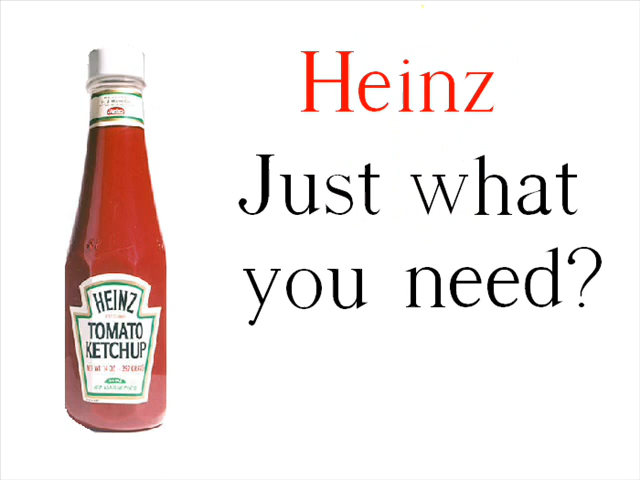 Heinz
Just what
you need?
HEINZ
TOMATO
KETCHUP